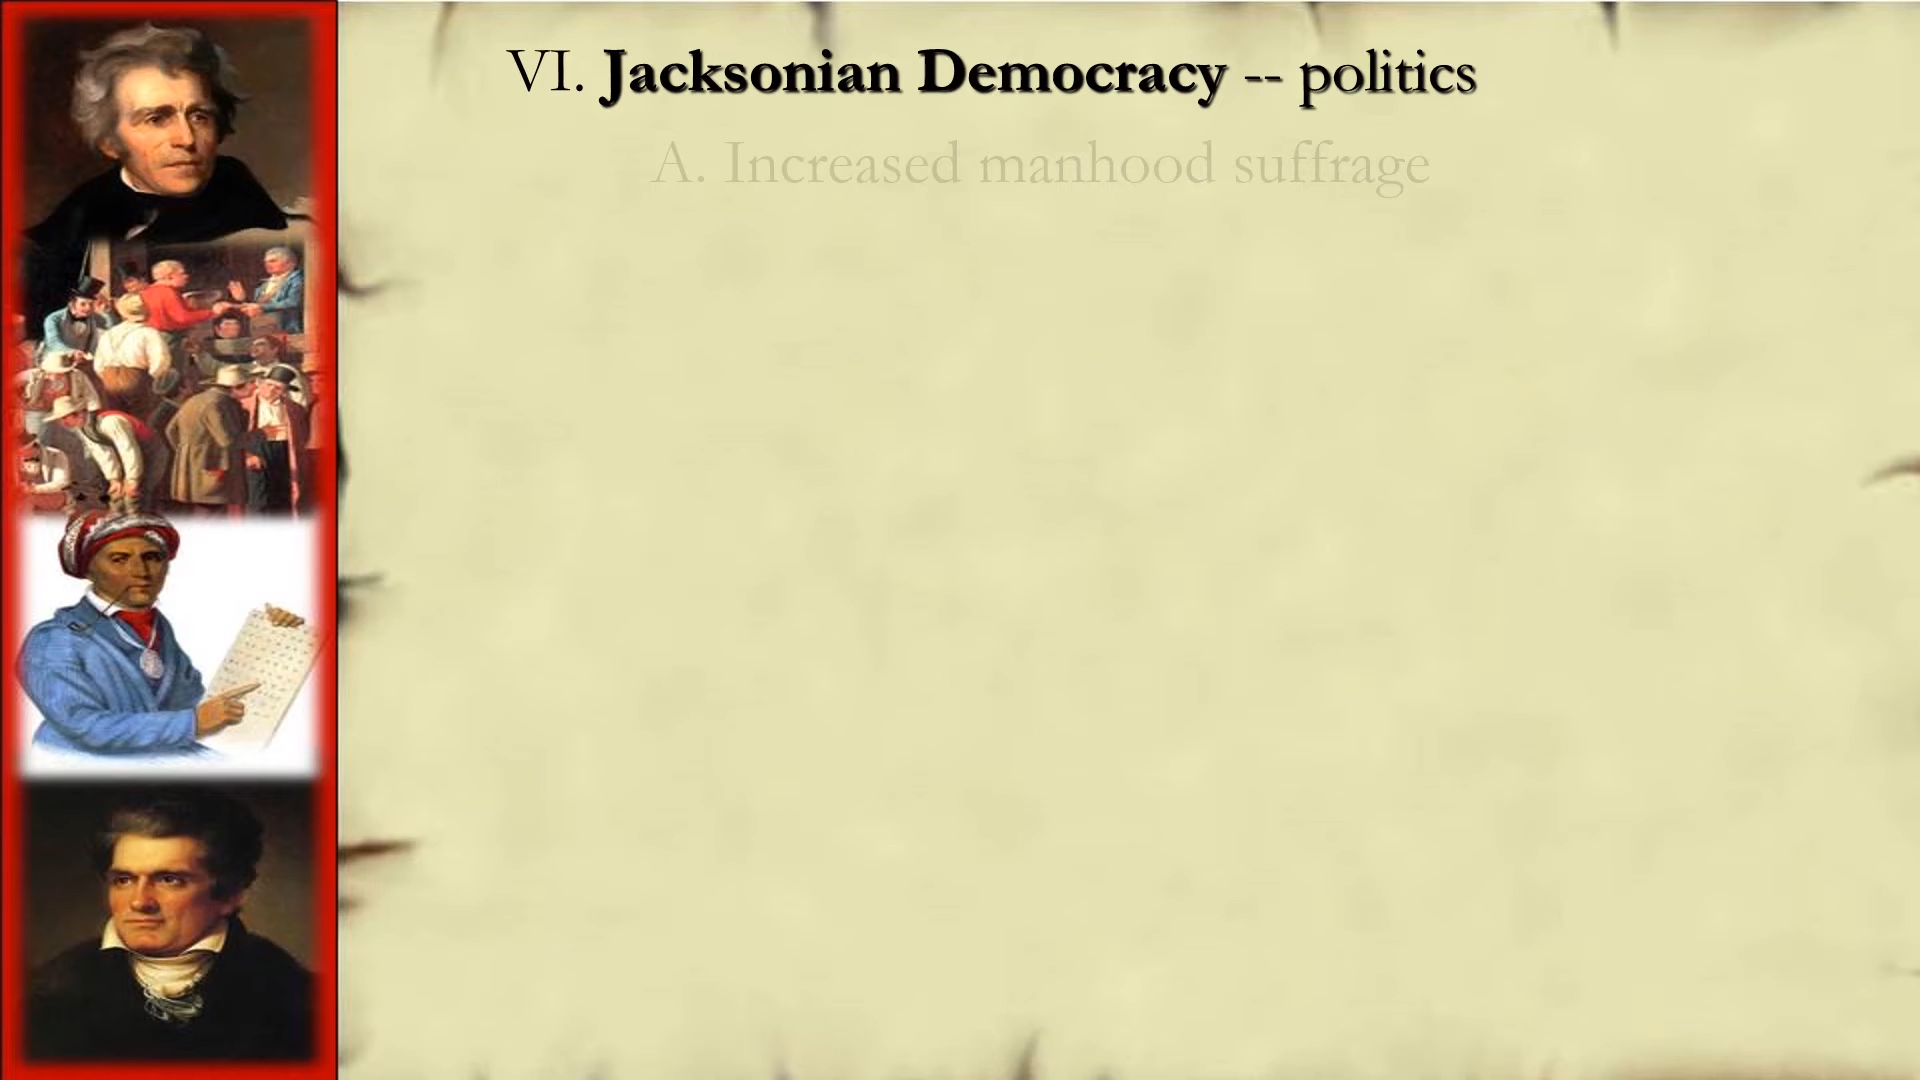 VI. Jacksonian Democracy -- politics
A. Increased manhood suffrage